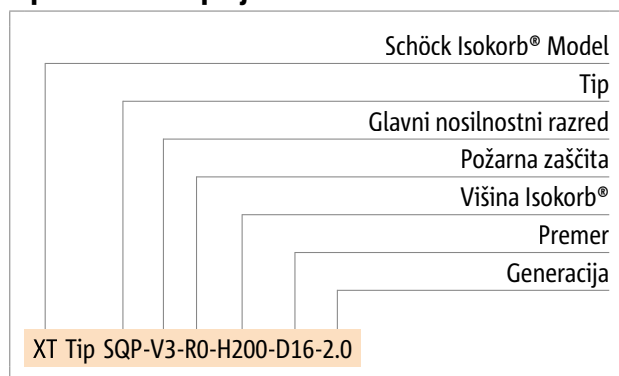 Schöck Isokorb® Model
Tip
Glavni nosilnostni razred
Požarna zaščita
Višina Isokorb®
Premer
Generacija
XT Tip SQP-V3-R0-H200-D16-2.0